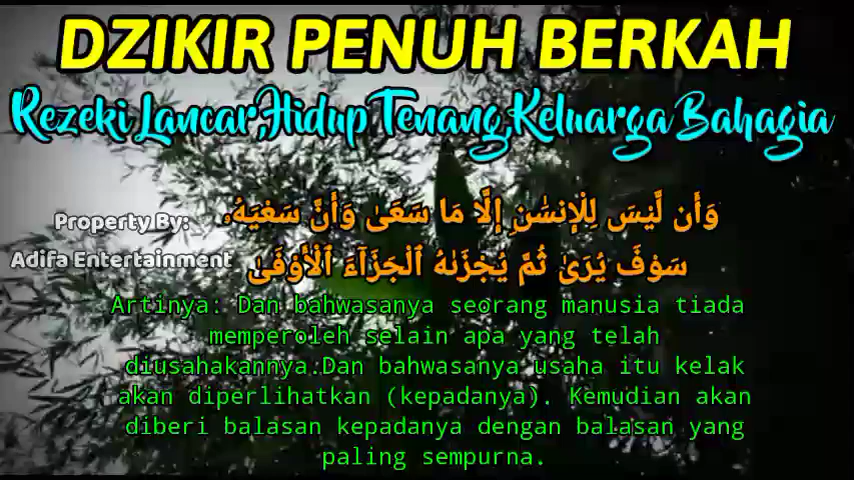 DZIKIR PENUH BERKAH
Rezeki Lancar,Hidup Tenang,Keluarga Bahagia
Property By:
Adifa Entertainment
وَأَن لَّيْسَ لِلْإِنسَٰنِ إِلَّا مَا سَعَىٰ وَأَنَّ سَعْيَهُۥ
سَوْفَ يُرَىٰ ثُمَّ يُجْزَىٰهُ ٱلْجَزَآءَ ٱلْأَوْفَىٰ
Artinya: Dan bahwasanya seorang manusia tiada
memperoleh selain apa yang telah
diusahakannya.Dan bahwasanya usaha itu kelak
akan diperlihatkan (kepadanya). Kemudian akan
diberi balasan kepadanya dengan balasan yang
paling sempurna.